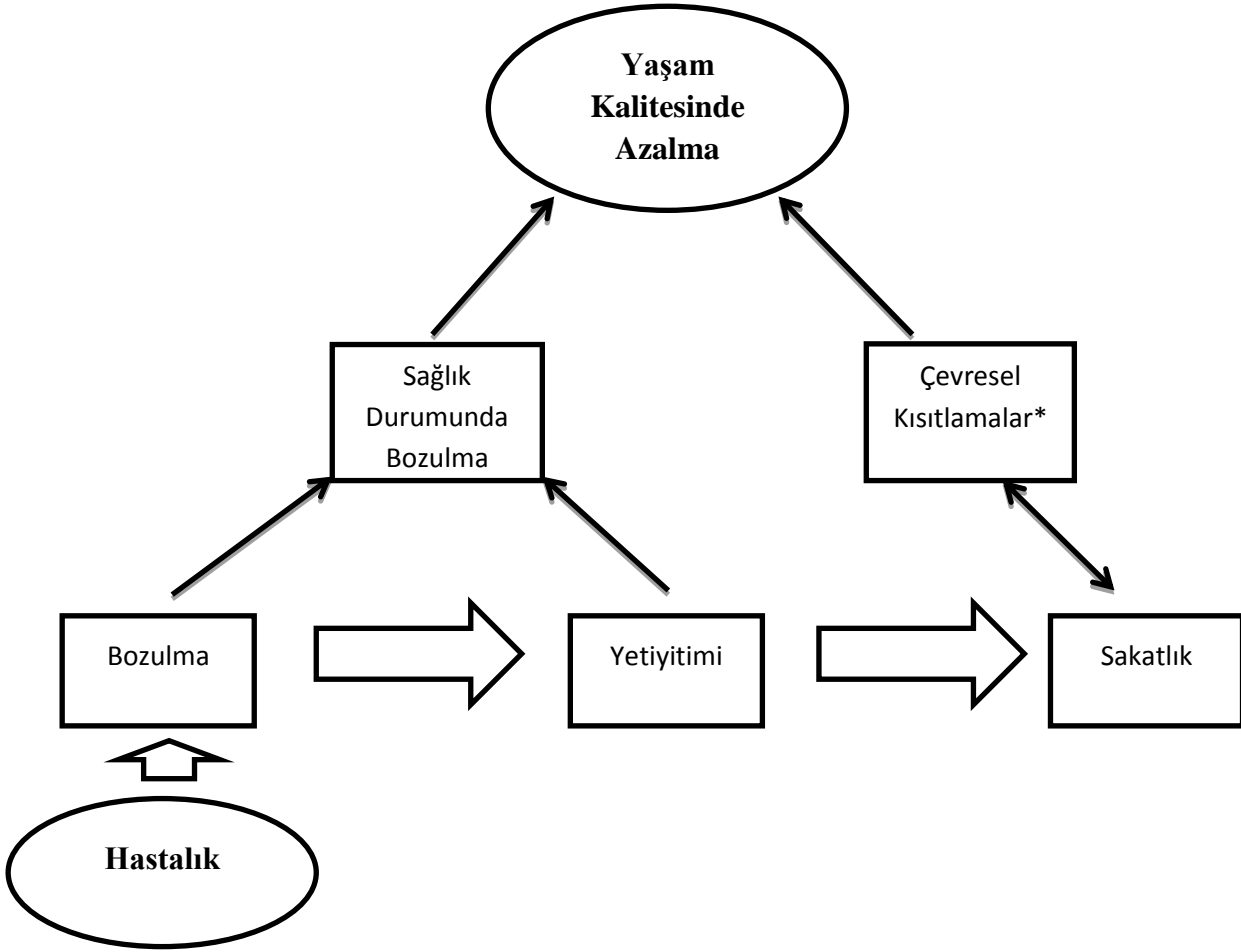 Yaşam
Kalitesinde
Azalma
Sağlık
Durumunda
Bozulma
Çevresel
Kısıtlamalar*
Bozulma
Yetiyitimi
Sakatlık
Hastalık